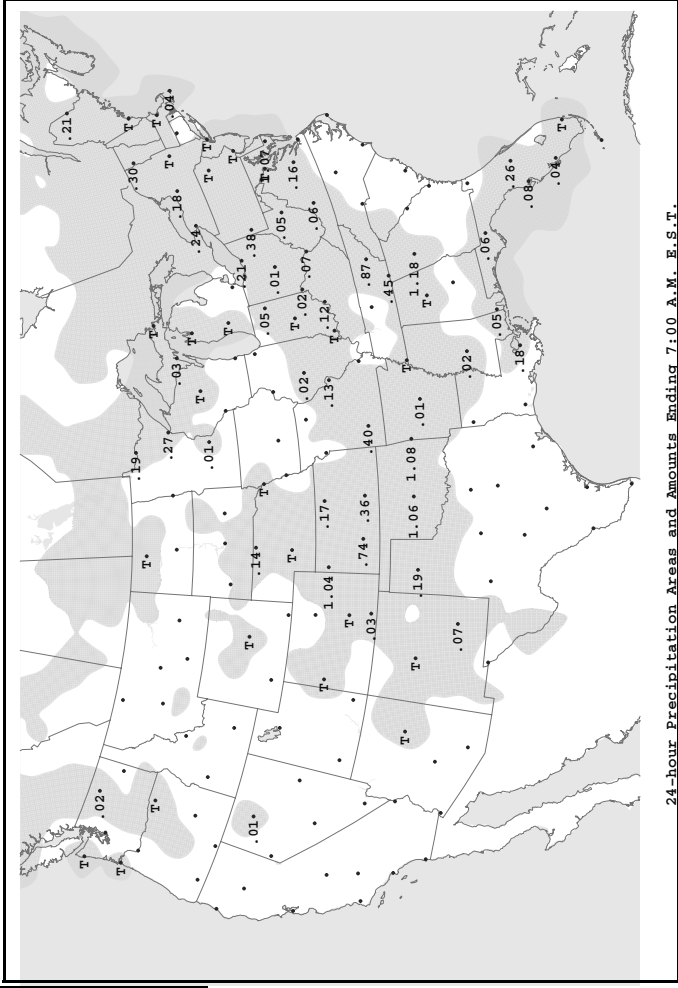 .21
T
.02
T
T
.30
.19
T
T
T
T
.27
.04
T
.03
.18
T
.24
T
T
.01
T
T
T
.21
T
.38
.01
.14
T
.05
T .07
.01
.05
T
.16
T
.02
.02
.07
.06
.17
T
.12
1.04
.13
T
T
.74
.36
.87
.40
.03
.45
T
T
1.08
1.06
1.18
T
.19
.01
T
.07
.02
.06
.05
.26
.18
.08
.04
T
24-hour Precipitation Areas and Amounts Ending 7:00 A.M. E.S.T.